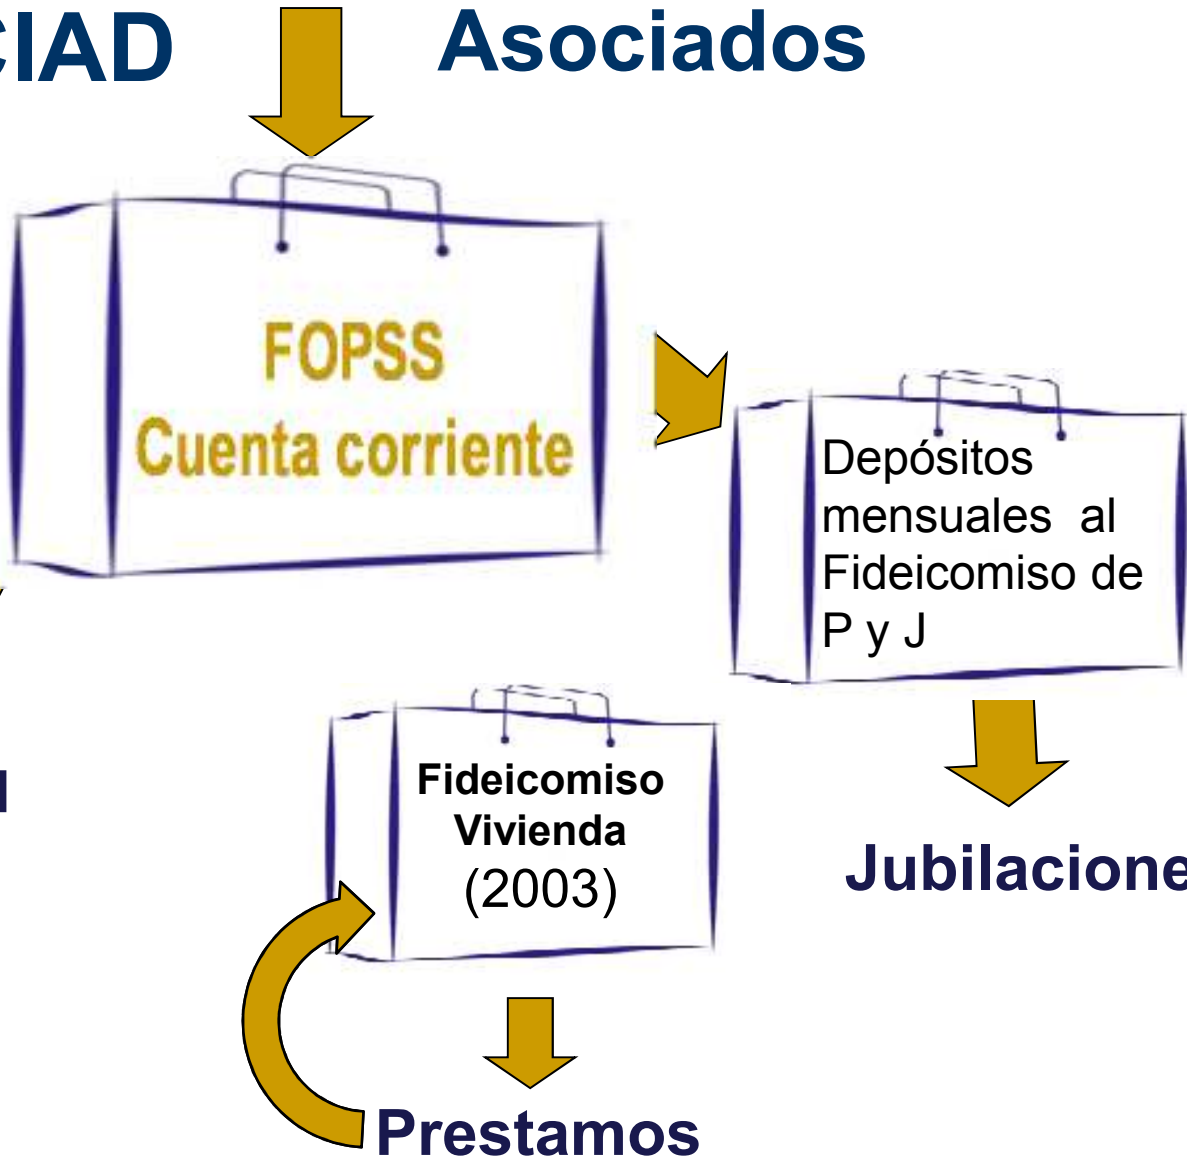 CIAD
Asociados
FOPSS
Cuenta corriente
Depósitos
mensuales al
Fideicomiso de
P y J
Fideicomiso
Vivienda
(2003)
Jubilacione
Prestamos